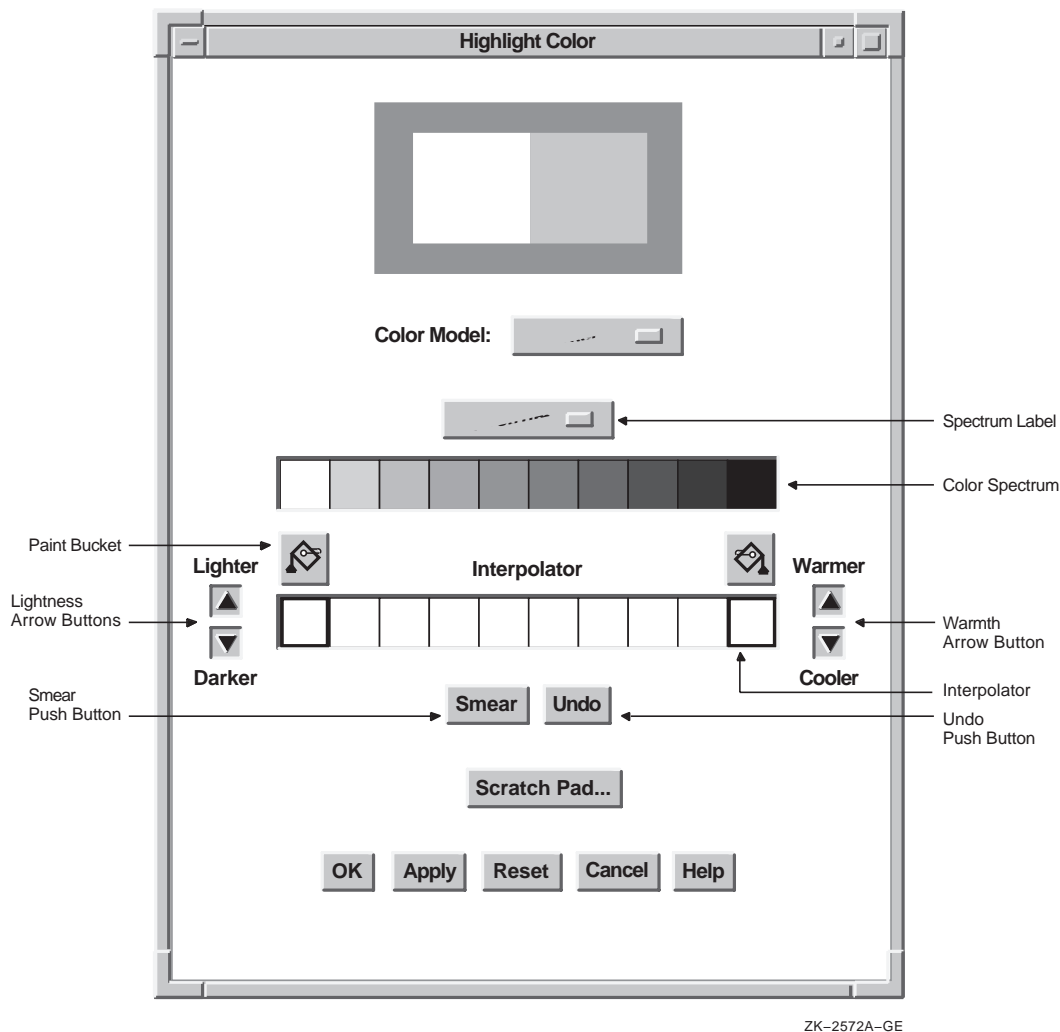 Highlight Color
Color Model:
Spectrum Label
Color Spectrum
Paint Bucket
Lighter
Interpolator
Warmer
Lightness
Arrow Buttons
Warmth
Arrow Button
Darker
Cooler
Smear
Push Button
Smear
Undo
Interpolator
Undo
Push Button
Scratch Pad...
OK
Apply
Reset
Cancel
Help
ZK–2572A–GE